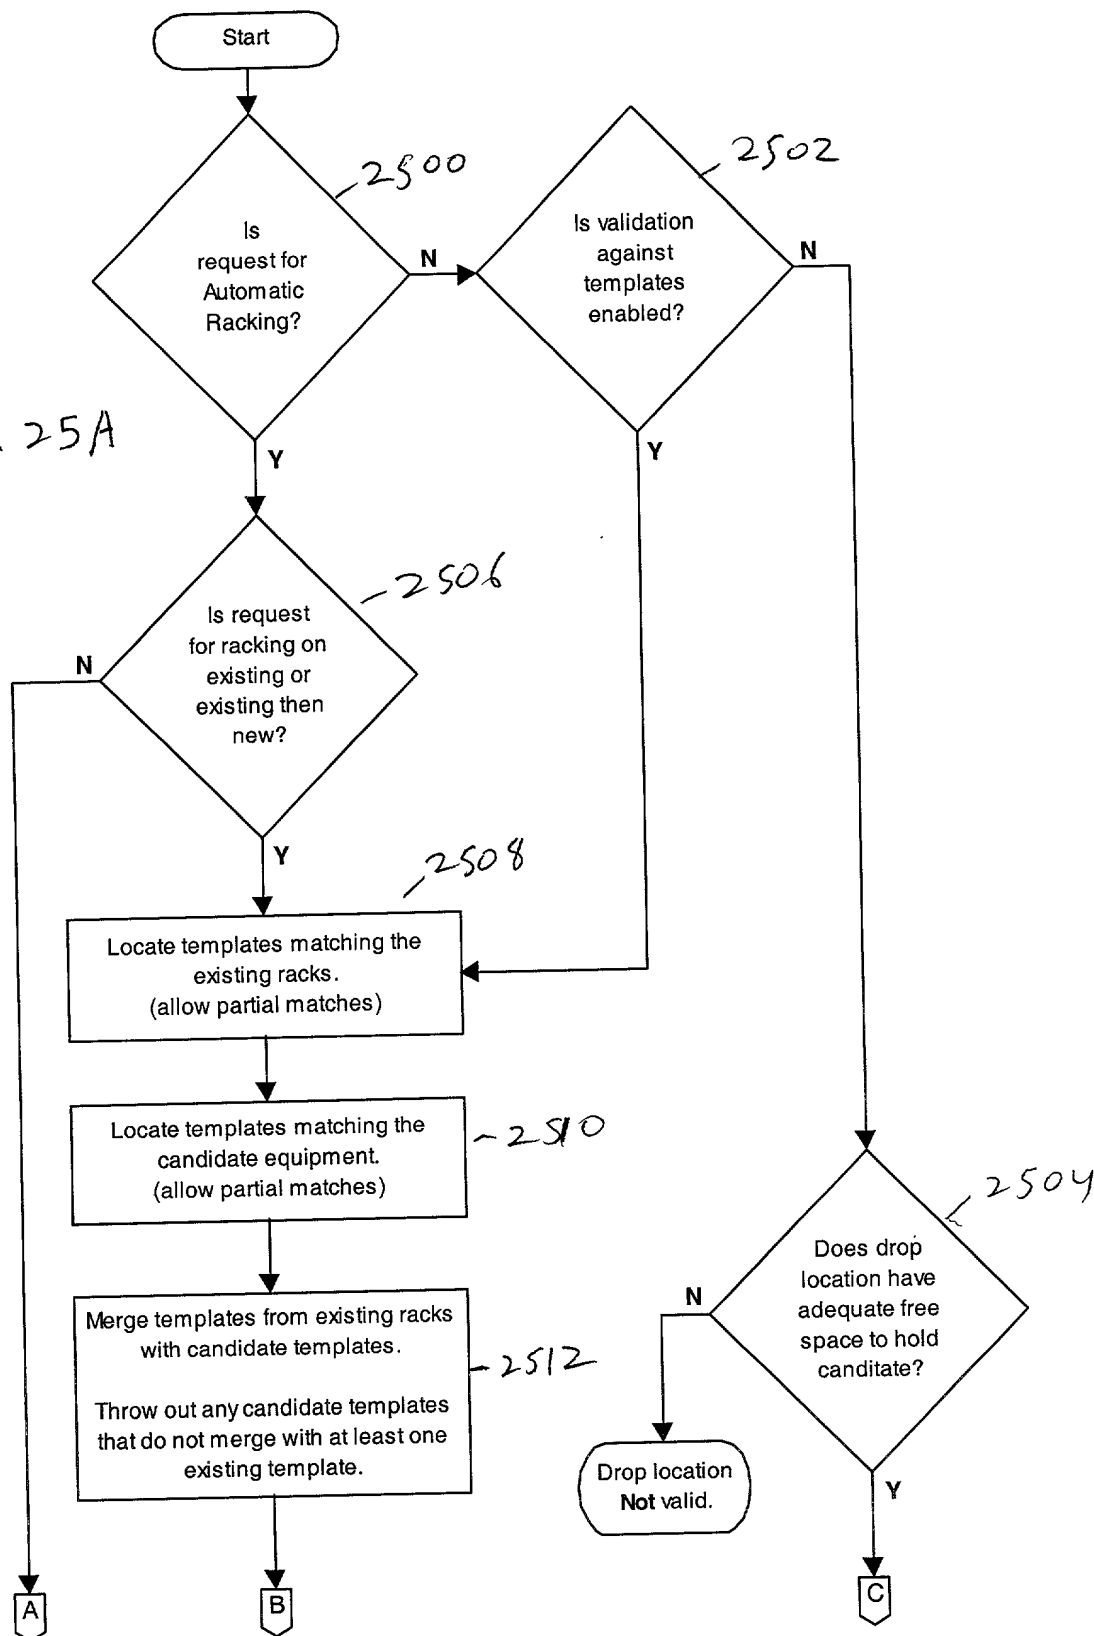 Start
2500
Is
request for
Automatic
Racking?
N
2502
Is validation
against
templates
enabled?
N
Y
Y
25A
2506
Is request
for racking on
existing or
existing then
new?
N
Y
2508
Locate templates matching the
existing racks.
(allow partial matches)
Locate templates matching the
candidate equipment.
(allow partial matches)
2510
2504
Does drop
location have
adequate free
space to hold
canditate?
N
Y
Merge templates from existing racks
with candidate templates.
Throw out any candidate templates
that do not merge with at least one
existing template.
2512
Drop location
Not valid.
A
B
C